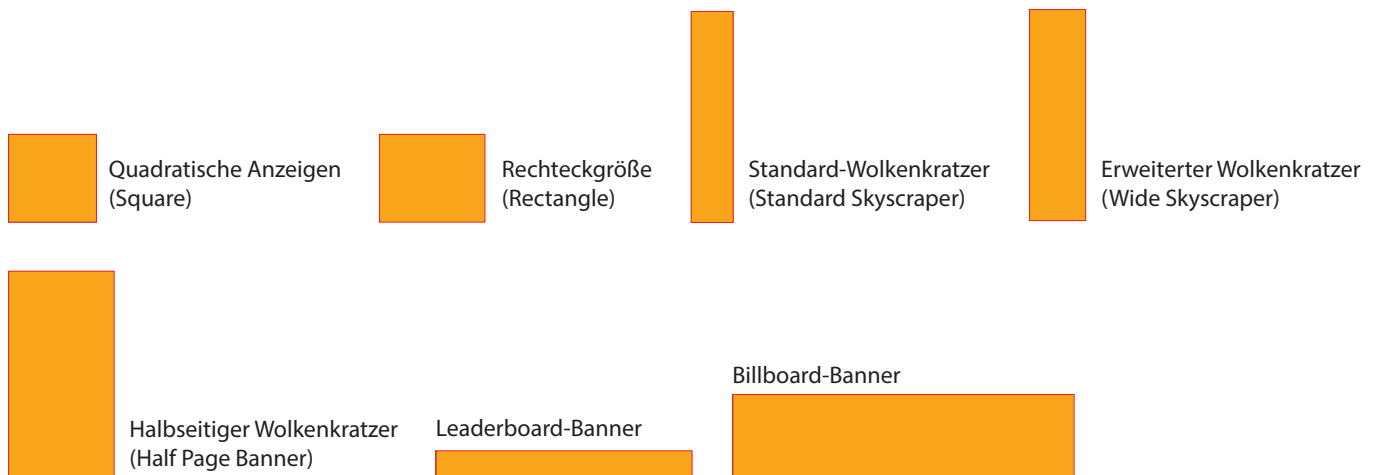 Quadratische Anzeigen
(Square)
Rechteckgröße
(Rectangle)
Standard-Wolkenkratzer
(Standard Skyscraper)
Erweiterter Wolkenkratzer
(Wide Skyscraper)
Halbseitiger Wolkenkratzer
(Half Page Banner)
Leaderboard-Banner
Billboard-Banner